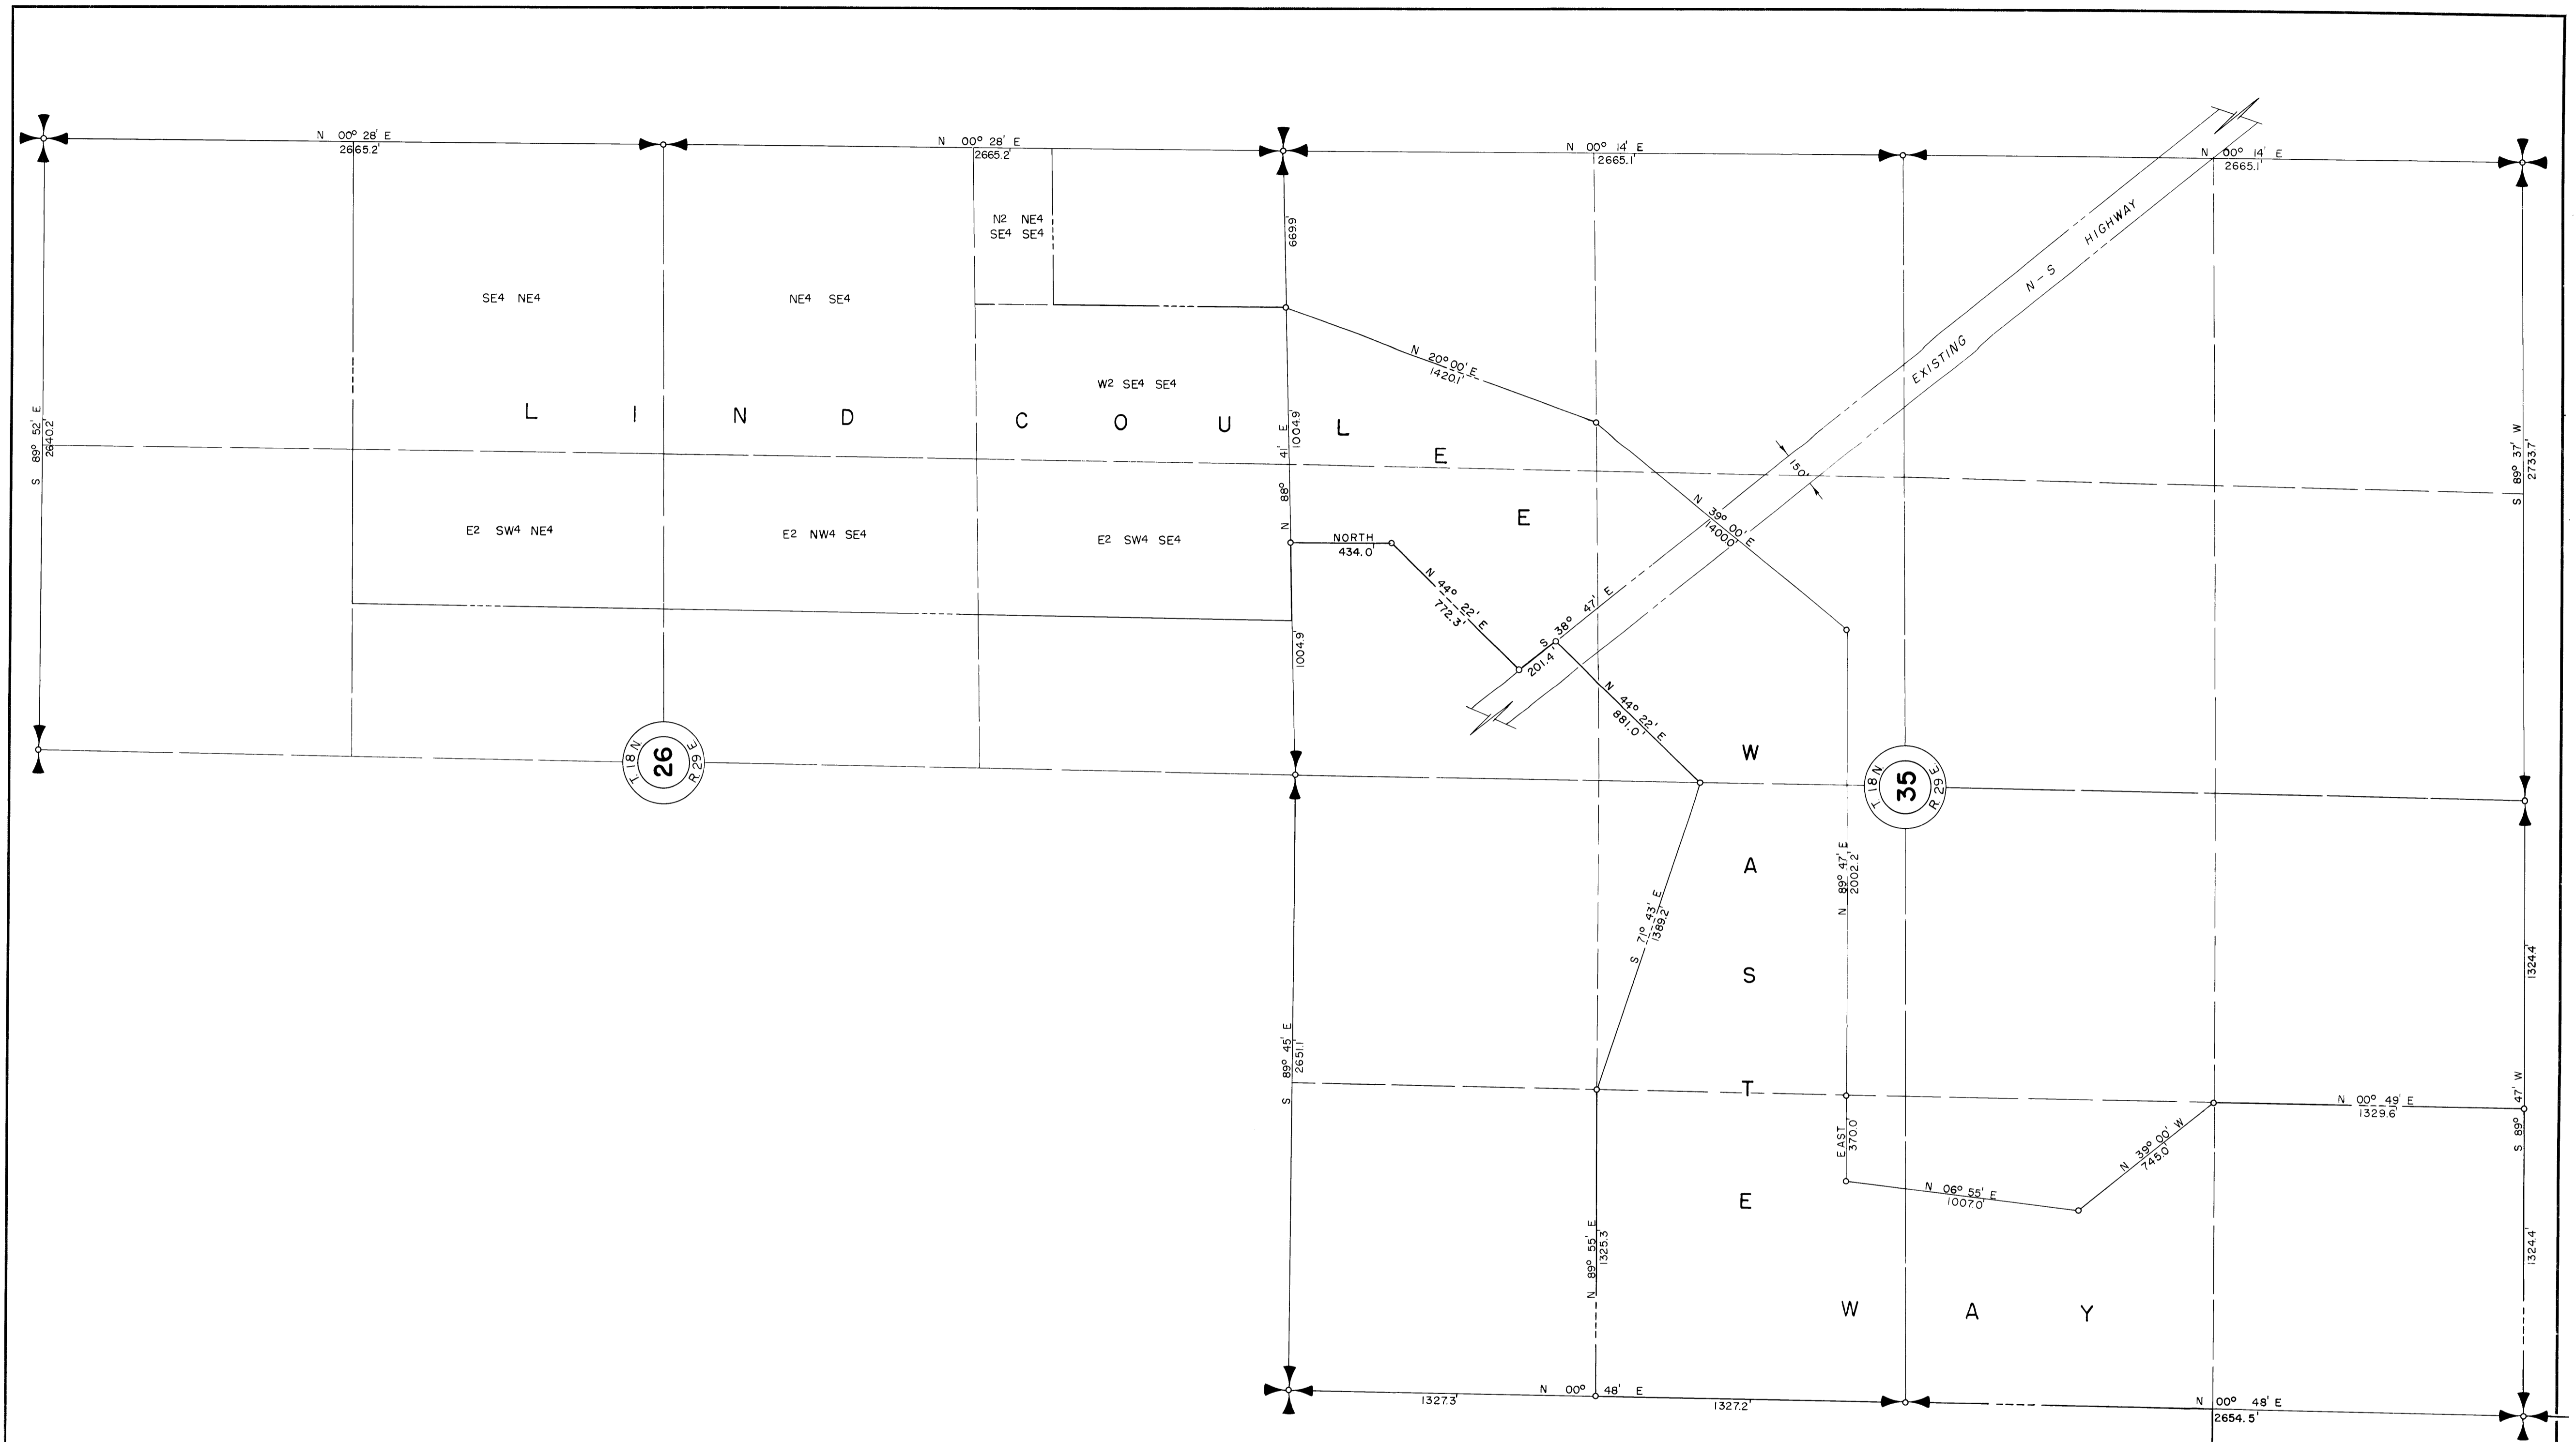 N 00° 28' E
2665.2'
N 00° 28' E
2665.2'
N 00° 14' E
2665.1'
N 00° 14' E
2665.1'
S 89° 52' E
2640.2'
N2 NE4
SE4 SE4
669.9'
SE4 NE4
NE4 SE4
W2 SE4 SE4
LIND COULEE
N 20° 00' E
1420.1'
EXISTING N-S HIGHWAY
150'
N 88° 41' E
1004.9'
1004.9'
S 89° 37' W
2733.7'
E2 SW4 NE4
E2 NW4 SE4
E2 SW4 SE4
NORTH
434.0'
N 44° 22' E
772.3'
S 38° 47' E
201.4'
N 39° 00' E
1400.0'
N 44° 22' E
881.0'
T 18 N
26
R 29 E.
T 18 N
35
R 29 E.
WASTEWAY
S 71° 43' E
1389.2'
N 89° 47' E
2002.2'
1324.4'
S 89° 45' E
2651.1'
EAST
370.0'
N 39° 00' W
745.0'
N 00° 49' E
1329.6'
S 89° 47' W
N 06° 55' E
1007.0'
N 89° 55' E
1325.3'
1324.4'
N 00° 48' E
1327.3'
1327.2'
N 00° 48' E
2654.5'